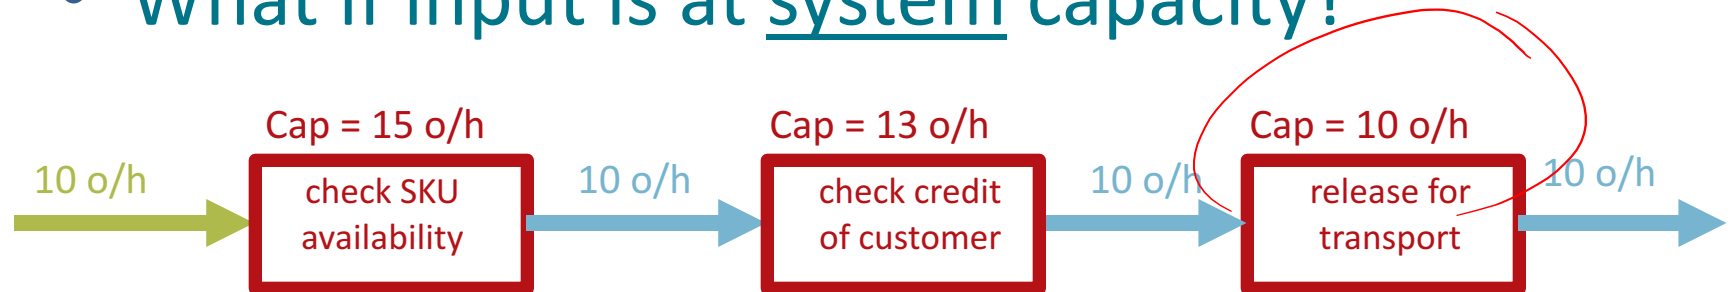 • What if input is at system capacity?
Cap = 15 o/h
Cap = 13 o/h
Cap = 10 o/h
10 o/h
check SKU
availability
10 o/h
check credit
of customer
10 o/h
release for
transport
10 o/h